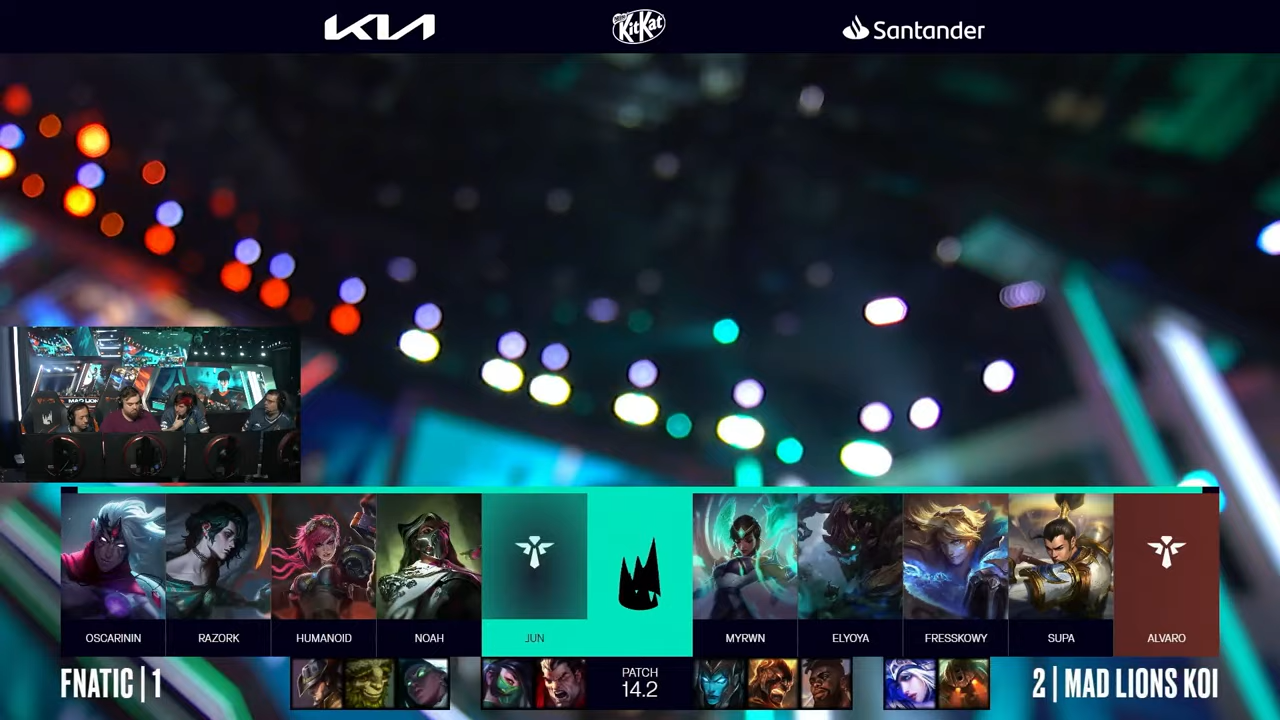 KIA
Nestlé KitKat
Santander
OSCARININ
RAZORK
HUMANOID
NOAH
JUN
MYRWN
ELYOYA
FRESSKOWY
SUPA
ALVARO
FNATIC | 1
PATCH
14.2
2 | MAD LIONS KOI